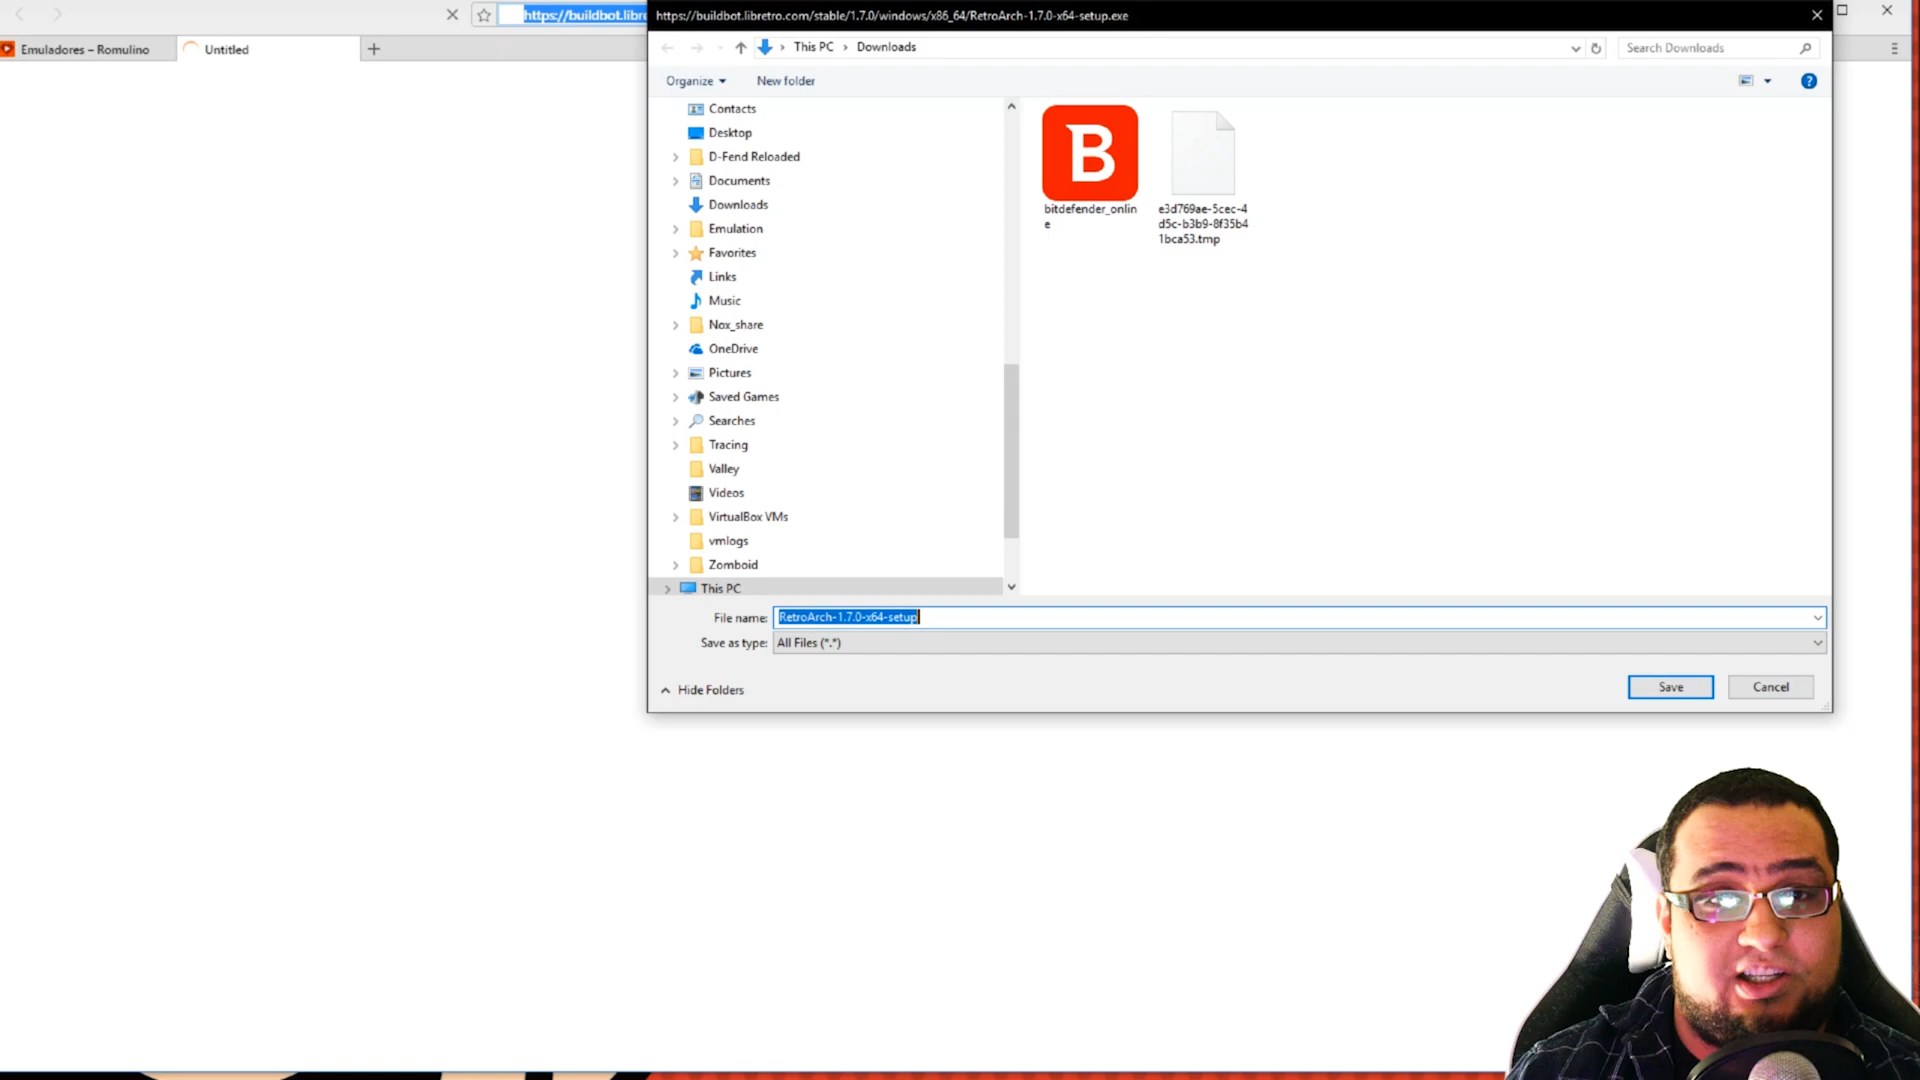 https://buildbot.libre
https://buildbot.libretro.com/stable/1.7.0/windows/x86_64/RetroArch-1.7.0-x64-setup.exe
Emuladores – Romulino
Untitled
This PC
Downloads
Search Downloads
Organize
New folder
Contacts
Desktop
D-Fend Reloaded
Documents
Downloads
Emulation
Favorites
Links
Music
Nox_share
OneDrive
Pictures
Saved Games
Searches
Tracing
Valley
Videos
VirtualBox VMs
vmlogs
Zomboid
This PC
B
bitdefender_onlin
e
e3d769ae-5cec-4
d5c-b3b9-8f35b4
1bca53.tmp
File name:
RetroArch-1.7.0-x64-setup
Save as type:
All Files (*.*)
Hide Folders
Save
Cancel